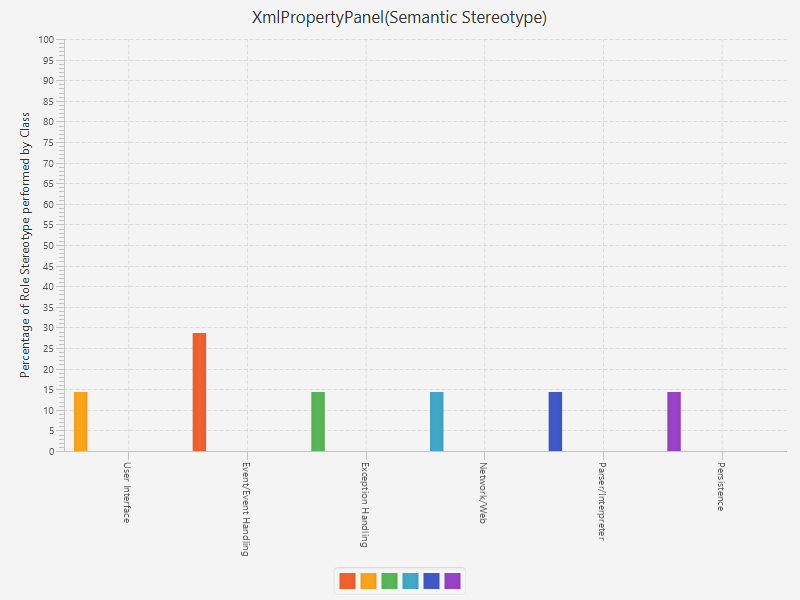 XmlPropertyPanel(Semantic Stereotype)
Percentage of Role Stereotype performed by Class
100
95
90
85
80
75
70
65
60
55
50
45
40
35
30
25
20
15
10
5
0
User Interface
Event/Event Handling
Exception Handling
Network/Web
Parser/Interpreter
Persistence